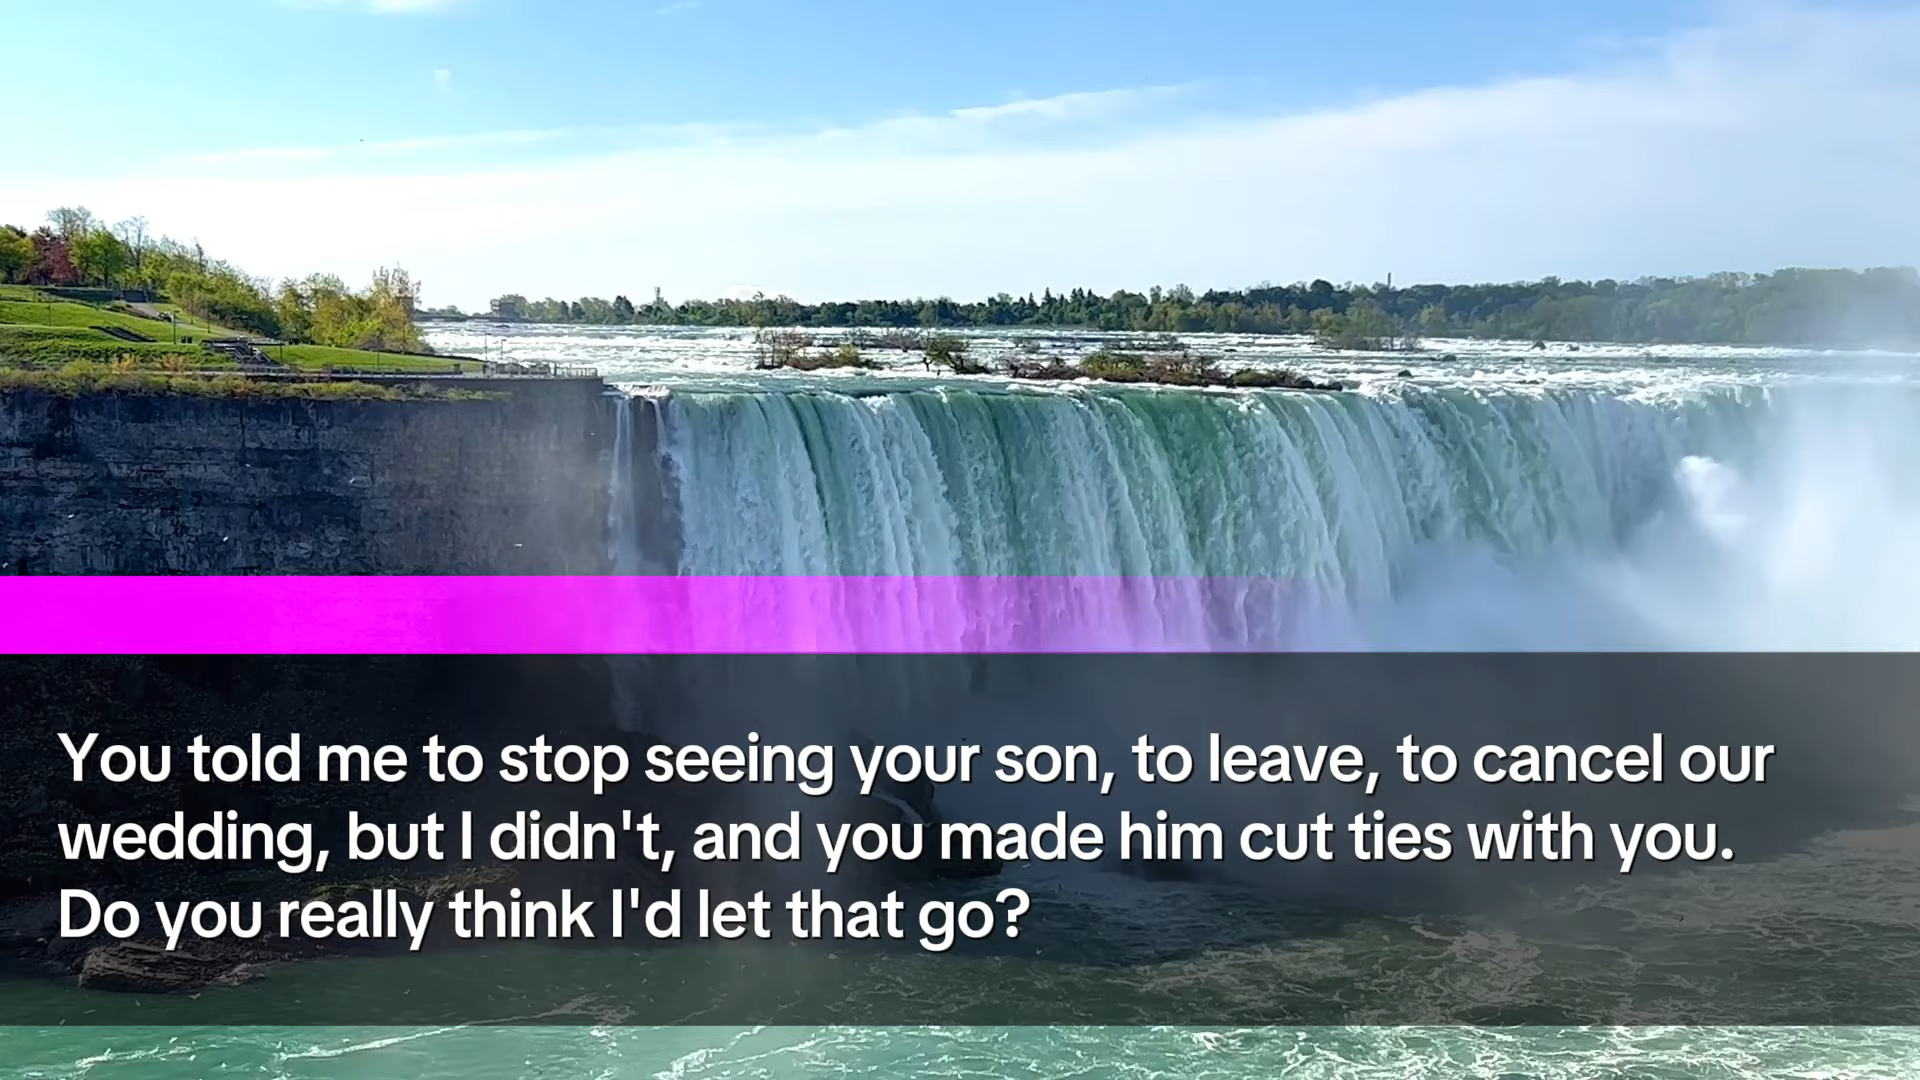 You told me to stop seeing your son, to leave, to cancel our
wedding, but I didn't, and you made him cut ties with you.
Do you really think I'd let that go?